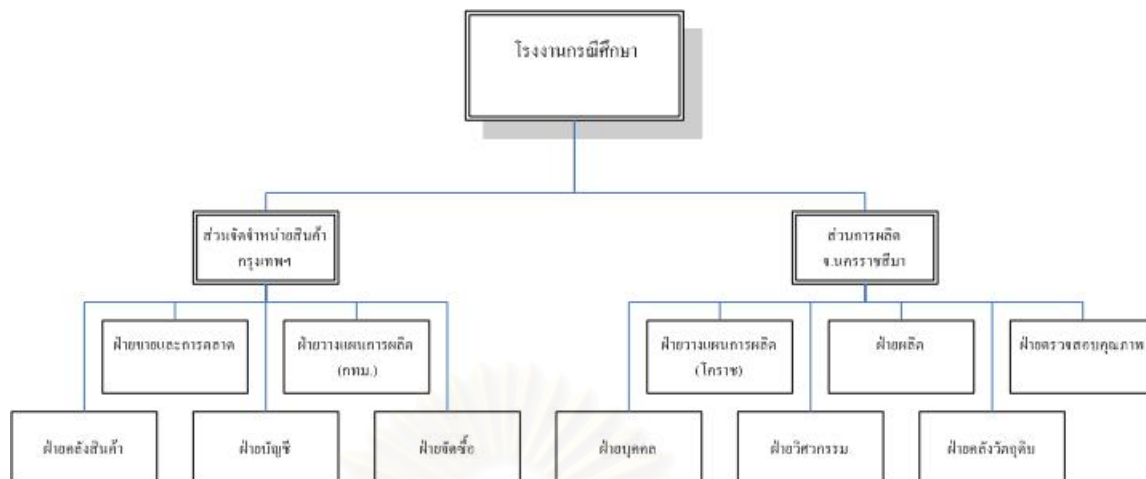 โรงงานกรณีศึกษา
ส่วนจัดจำหน่ายสินค้า
กรุงเทพฯ
ส่วนการผลิต
จ.นครราชสีมา
ฝ่ายขายและการตลาด
ฝ่ายวางแผนการผลิต
(กทม.)
ฝ่ายวางแผนการผลิต
(โคราช)
ฝ่ายผลิต
ฝ่ายตรวจสอบคุณภาพ
ฝ่ายคลังสินค้า
ฝ่ายบัญชี
ฝ่ายจัดซื้อ
ฝ่ายบุคคล
ฝ่ายวิศวกรรม
ฝ่ายคลังวัตถุดิบ